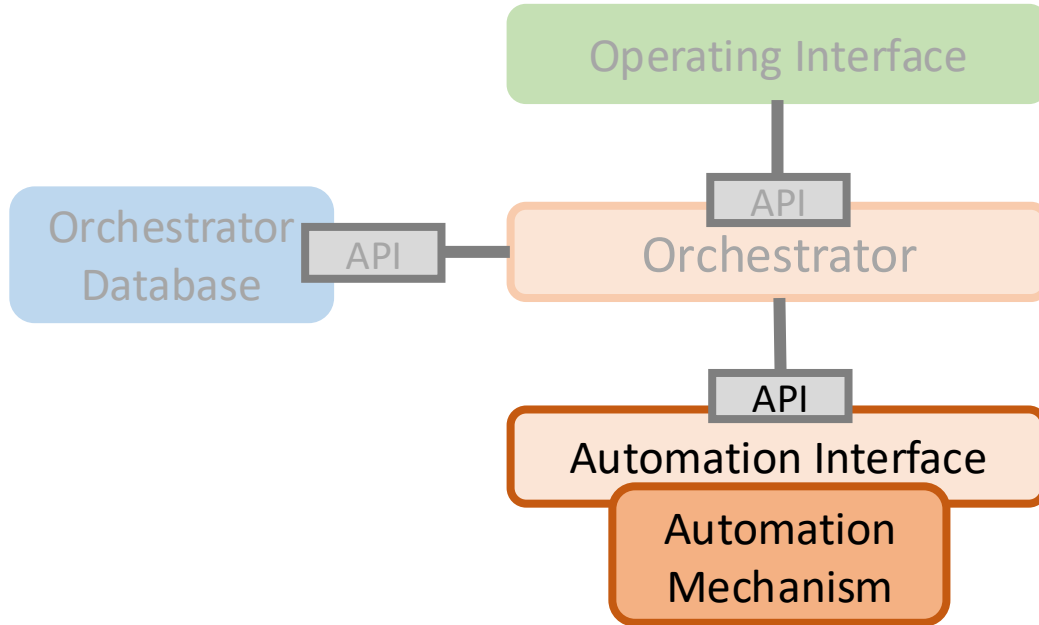 Operating Interface
API
Orchestrator
Database
API
Orchestrator
API
Automation Interface
Automation
Mechanism